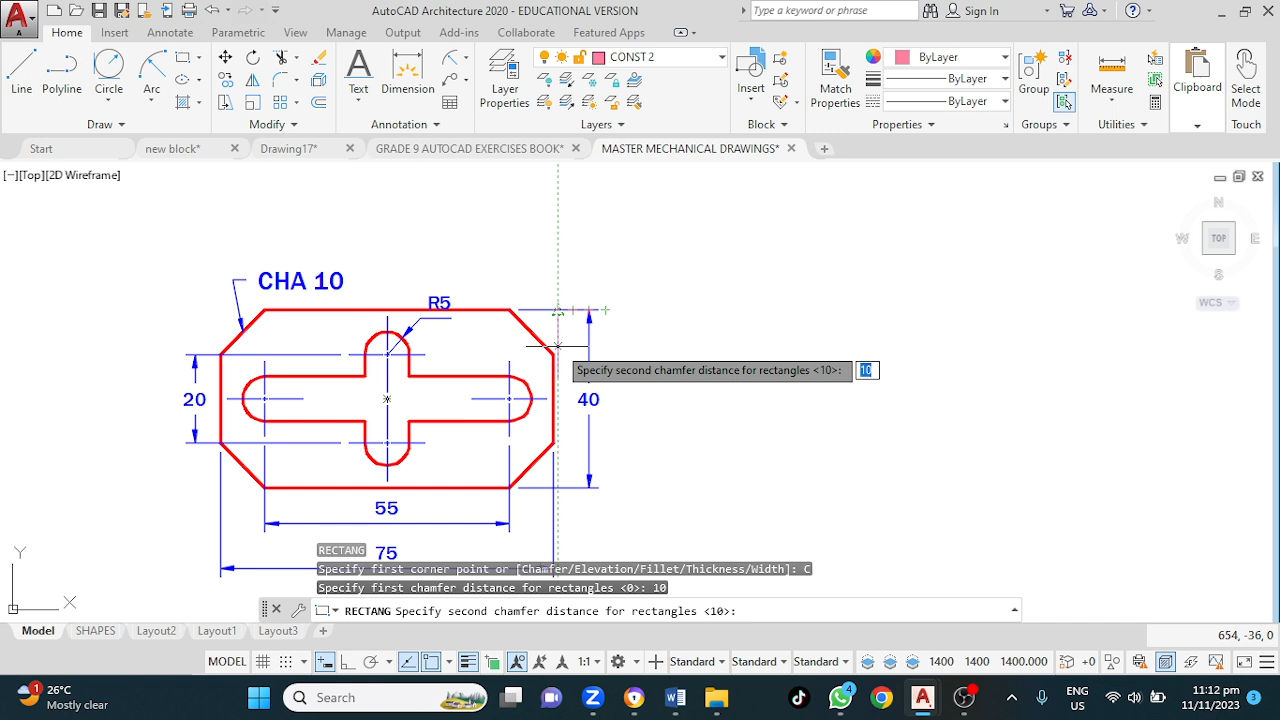 AutoCAD Architecture 2020 - EDUCATIONAL VERSION
Type a keyword or phrase
Sign In
Home Insert Annotate Parametric View Manage Output Add-ins Collaborate Featured Apps
Line Polyline Circle Arc
Text Dimension
Layer Properties
CONST 2
Insert
Match Properties
ByLayer
ByLayer
ByLayer
Group
Measure
Clipboard
Select Mode
Draw Modify Annotation Layers Block Properties Groups Utilities Touch
Start new block* Drawing17* GRADE 9 AUTOCAD EXERCISES BOOK* MASTER MECHANICAL DRAWINGS*
[−][Top][2D Wireframe]
N
W TOP E
S
WCS
CHA 10
R5
Specify second chamfer distance for rectangles <10>: 10
20
40
55
75
Y
X
RECTANG
Specify first corner point or [Chamfer/Elevation/Fillet/Thickness/Width]: C
Specify first chamfer distance for rectangles <0>: 10
RECTANG Specify second chamfer distance for rectangles <10>:
Model SHAPES Layout2 Layout1 Layout3
654, -36, 0
MODEL 1:1 Standard Standard Standard 1400 1400 1400.000 +0
1
26°C
Mostly clear
Search
4
ENG
US
11:12 pm
11/11/2023
3